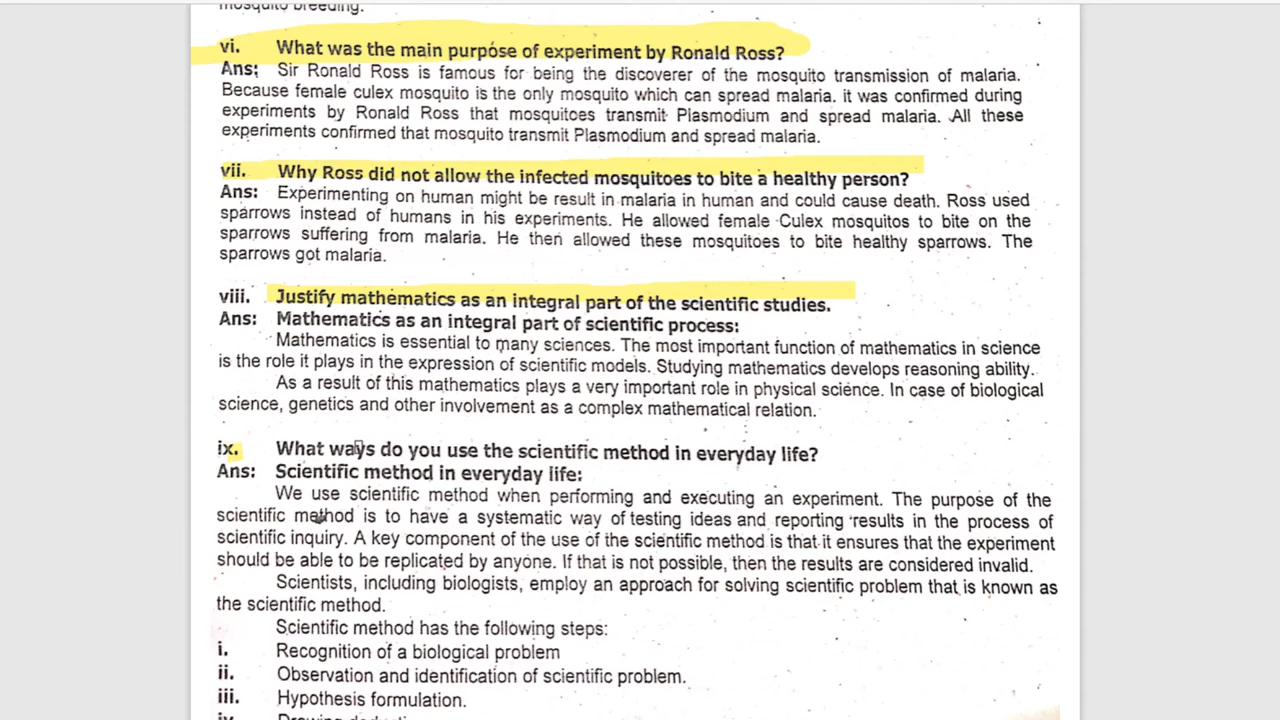 mosquito breeding.
vi. What was the main purpose of experiment by Ronald Ross?
Ans: Sir Ronald Ross is famous for being the discoverer of the mosquito transmission of malaria.
Because female culex mosquito is the only mosquito which can spread malaria. it was confirmed during
experiments by Ronald Ross that mosquitoes transmit Plasmodium and spread malaria. All these
experiments confirmed that mosquito transmit Plasmodium and spread malaria.
vii. Why Ross did not allow the infected mosquitoes to bite a healthy person?
Ans: Experimenting on human might be result in malaria in human and could cause death. Ross used
sparrows instead of humans in his experiments. He allowed female Culex mosquitos to bite on the
sparrows suffering from malaria. He then allowed these mosquitoes to bite healthy sparrows. The
sparrows got malaria.
viii. Justify mathematics as an integral part of the scientific studies.
Ans: Mathematics as an integral part of scientific process:
Mathematics is essential to many sciences. The most important function of mathematics in science
is the role it plays in the expression of scientific models. Studying mathematics develops reasoning ability.
As a result of this mathematics plays a very important role in physical science. In case of biological
science, genetics and other involvement as a complex mathematical relation.
ix. What ways do you use the scientific method in everyday life?
Ans: Scientific method in everyday life:
We use scientific method when performing and executing an experiment. The purpose of the
scientific method is to have a systematic way of testing ideas and reporting results in the process of
scientific inquiry. A key component of the use of the scientific method is that it ensures that the experiment
should be able to be replicated by anyone. If that is not possible, then the results are considered invalid.
Scientists, including biologists, employ an approach for solving scientific problem that is known as
the scientific method.
Scientific method has the following steps:
i. Recognition of a biological problem
ii. Observation and identification of scientific problem.
iii. Hypothesis formulation.
iv. Drawing